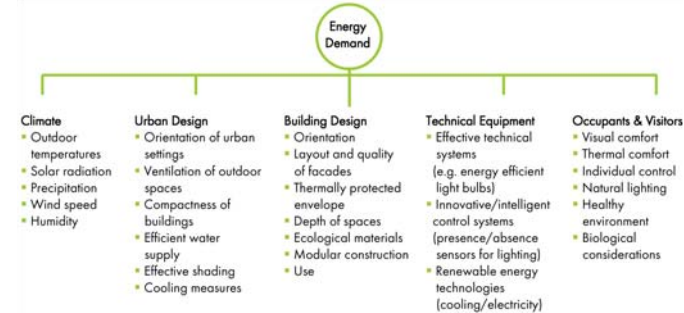 Energy
Demand
Climate
▪ Outdoor
temperatures
▪ Solar radiation
▪ Precipitation
▪ Wind speed
▪ Humidity
Urban Design
▪ Orientation of urban
settings
▪ Ventilation of outdoor
spaces
▪ Compactness of
buildings
▪ Efficient water
supply
▪ Effective shading
▪ Cooling measures
Building Design
▪ Orientation
▪ Layout and quality
of facades
▪ Thermally protected
envelope
▪ Depth of spaces
▪ Ecological materials
▪ Modular construction
▪ Use
Technical Equipment
▪ Effective technical
systems
(e.g. energy efficient
light bulbs)
▪ Innovative/intelligent
control systems
(presence/absence
sensors for lighting)
▪ Renewable energy
technologies
(cooling/electricity)
Occupants & Visitors
▪ Visual comfort
▪ Thermal comfort
▪ Individual control
▪ Natural lighting
▪ Healthy
environment
▪ Biological
considerations